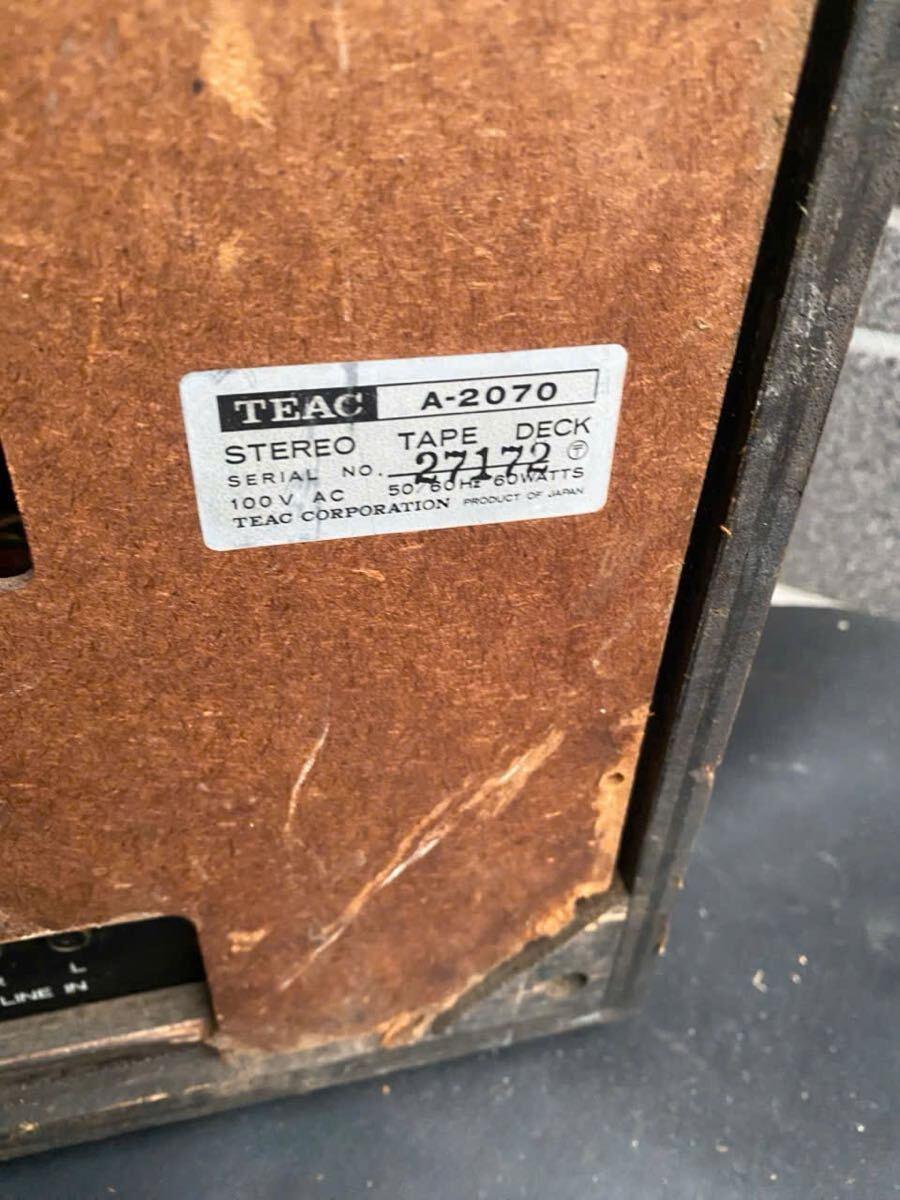 TEAC A-2070
STEREO TAPE DECK
SERIAL NO. 27172 〒
100V AC 50/60Hz 60WATTS
TEAC CORPORATION PRODUCT OF JAPAN
L
LINE IN